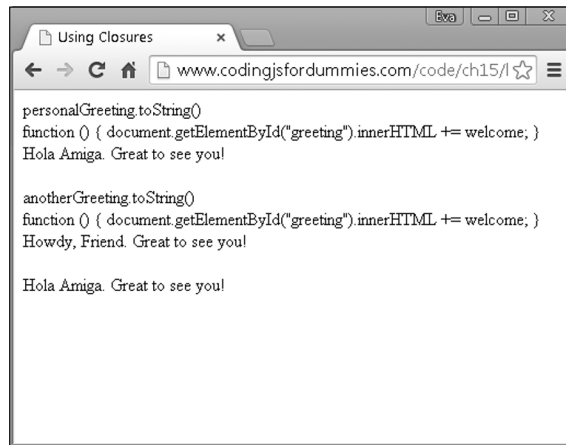 Eva
Using Closures
www.codingjsfordummies.com/code/ch15/l
personalGreeting.toString()
function () { document.getElementById("greeting").innerHTML += welcome; }
Hola Amiga. Great to see you!
anotherGreeting.toString()
function () { document.getElementById("greeting").innerHTML += welcome; }
Howdy, Friend. Great to see you!
Hola Amiga. Great to see you!